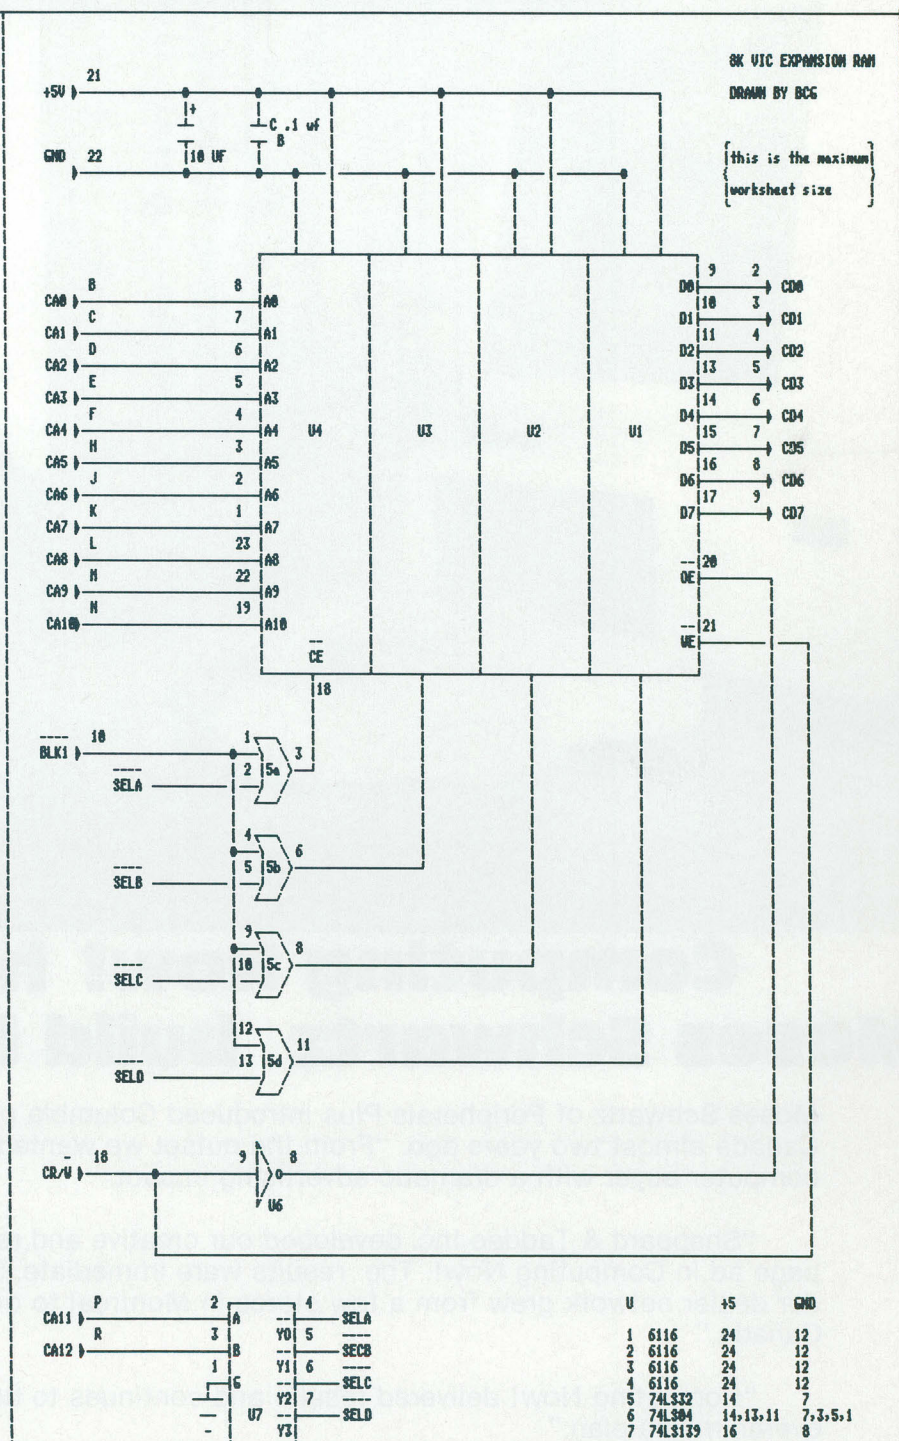 8K VIC EXPANSION RAM
DRAWN BY BCG
this is the maximum
worksheet size
+5V 21
+
10 UF
C .1 uf
B
GND 22
CA0 B 8 A0
CA1 C 7 A1
CA2 D 6 A2
CA3 E 5 A3
CA4 F 4 A4
CA5 H 3 A5
CA6 J 2 A6
CA7 K 1 A7
CA8 L 23 A8
CA9 M 22 A9
CA10 N 19 A10
U4 U3 U2 U1
D0 9 2 CD0
D1 10 3 CD1
D2 11 4 CD2
D3 13 5 CD3
D4 14 6 CD4
D5 15 7 CD5
D6 16 8 CD6
D7 17 9 CD7
OE 20
WE 21
CE
18
BLK1 10
1
2 5a 3
SELA
4
5 5b 6
SELB
9
10 5c 8
SELC
12
13 5d 11
SELD
CR/W 18
9
U6
CA11 2 A
CA12 R 3 B
1
G
U7
Y0 5 SELA
SECB
Y1 6
SELC
Y2
SELD
Y3
U +5 GND
1 6116 24 12
2 6116 24 12
3 6116 24 12
4 6116 24 12
5 74LS32 14 7
6 74LS04 14,13,11 7,3,5,1
7 74LS139 16 8